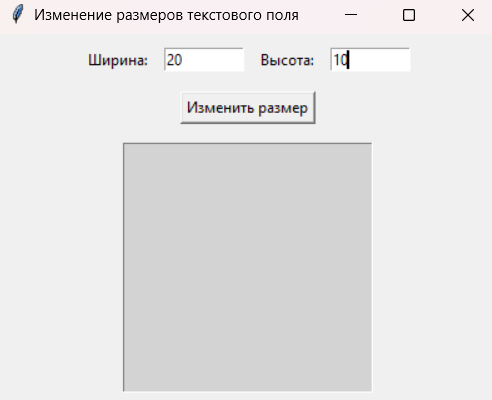 Изменение размеров текстового поля
Ширина: 20 Высота: 10
Изменить размер